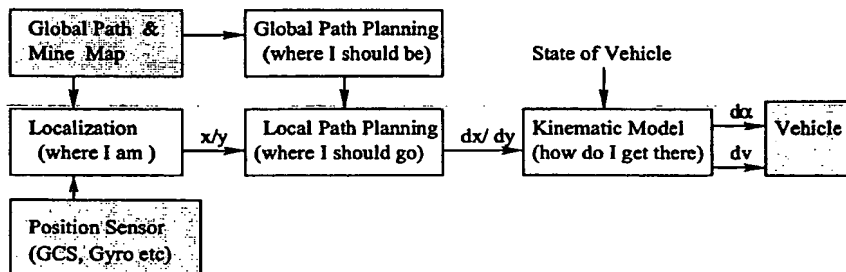 Global Path &
Mine Map
Global Path Planning
(where I should be)
State of Vehicle
Localization
(where I am )
x/y
Local Path Planning
(where I should go)
dx/ dy
Kinematic Model
(how do I get there)
dα
dv
Vehicle
Position Sensor
(GCS, Gyro etc)